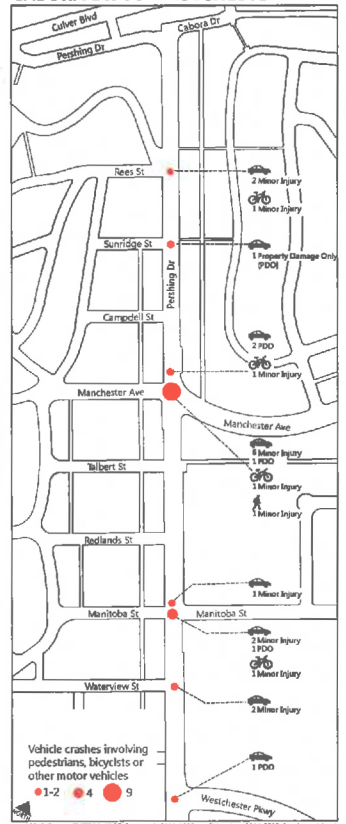 Culver Blvd
Cabora Dr
Pershing Dr
Rees St
2 Minor Injury
1 Minor Injury
Sunridge St
1 Property Damage Only
(PDO)
Pershing Dr
Campdell St
2 PDO
1 Minor Injury
Manchester Ave
Manchester Ave
6 Minor Injury
1 PDO
1 Minor Injury
1 Minor Injury
Talbert St
Redlands St
1 Minor Injury
Manitoba St
Manitoba St
2 Minor Injury
1 PDO
1 Minor Injury
Waterview St
2 Minor Injury
Vehicle crashes involving
pedestrians, bicyclsts or
other motor vehicles
1-2 4 9
1 PDO
Westchester Pkwy